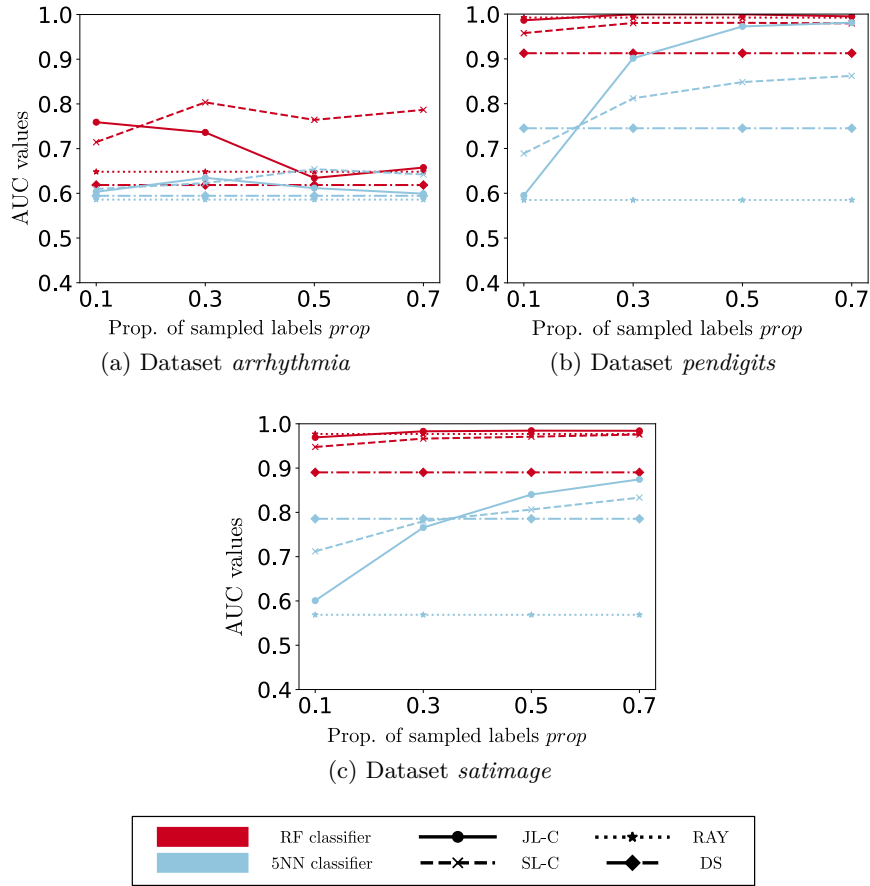 1.0
0.9
0.8
0.7
0.6
0.5
0.4
AUC values
0.1 0.3 0.5 0.7
Prop. of sampled labels prop
(a) Dataset arrhythmia
1.0
0.9
0.8
0.7
0.6
0.5
0.4
0.1 0.3 0.5 0.7
Prop. of sampled labels prop
(b) Dataset pendigits
1.0
0.9
0.8
0.7
0.6
0.5
0.4
AUC values
0.1 0.3 0.5 0.7
Prop. of sampled labels prop
(c) Dataset satimage
RF classifier JL-C RAY
5NN classifier SL-C DS